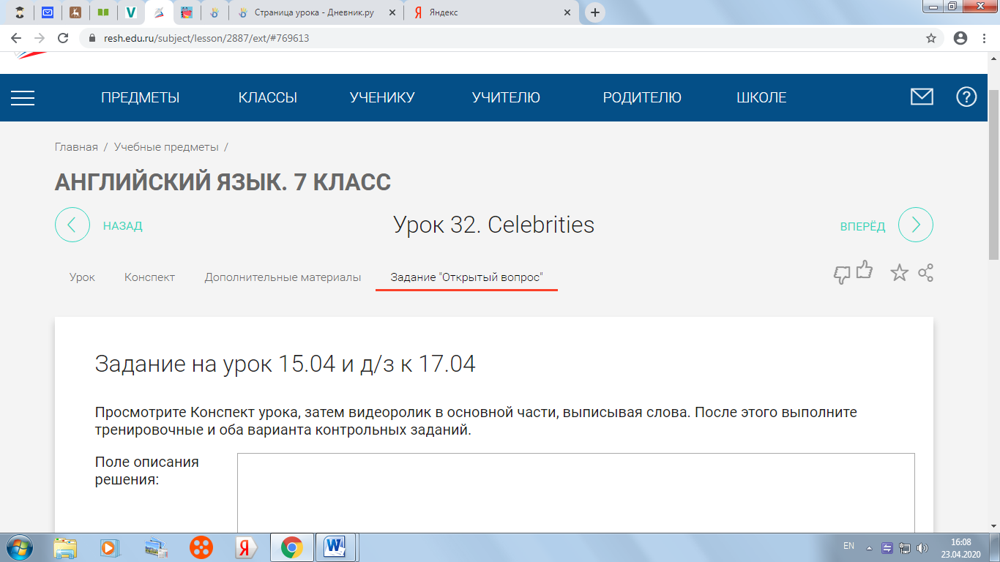 Страница урока - Дневник.ру
Яндекс
resh.edu.ru/subject/lesson/2887/ext/#769613
ПРЕДМЕТЫ КЛАССЫ УЧЕНИКУ УЧИТЕЛЮ РОДИТЕЛЮ ШКОЛЕ
Главная / Учебные предметы /
АНГЛИЙСКИЙ ЯЗЫК. 7 КЛАСС
НАЗАД Урок 32. Celebrities ВПЕРЁД
Урок Конспект Дополнительные материалы Задание "Открытый вопрос"
Задание на урок 15.04 и д/з к 17.04
Просмотрите Конспект урока, затем видеоролик в основной части, выписывая слова. После этого выполните
тренировочные и оба варианта контрольных заданий.
Поле описания
решения:
EN 16:08
23.04.2020